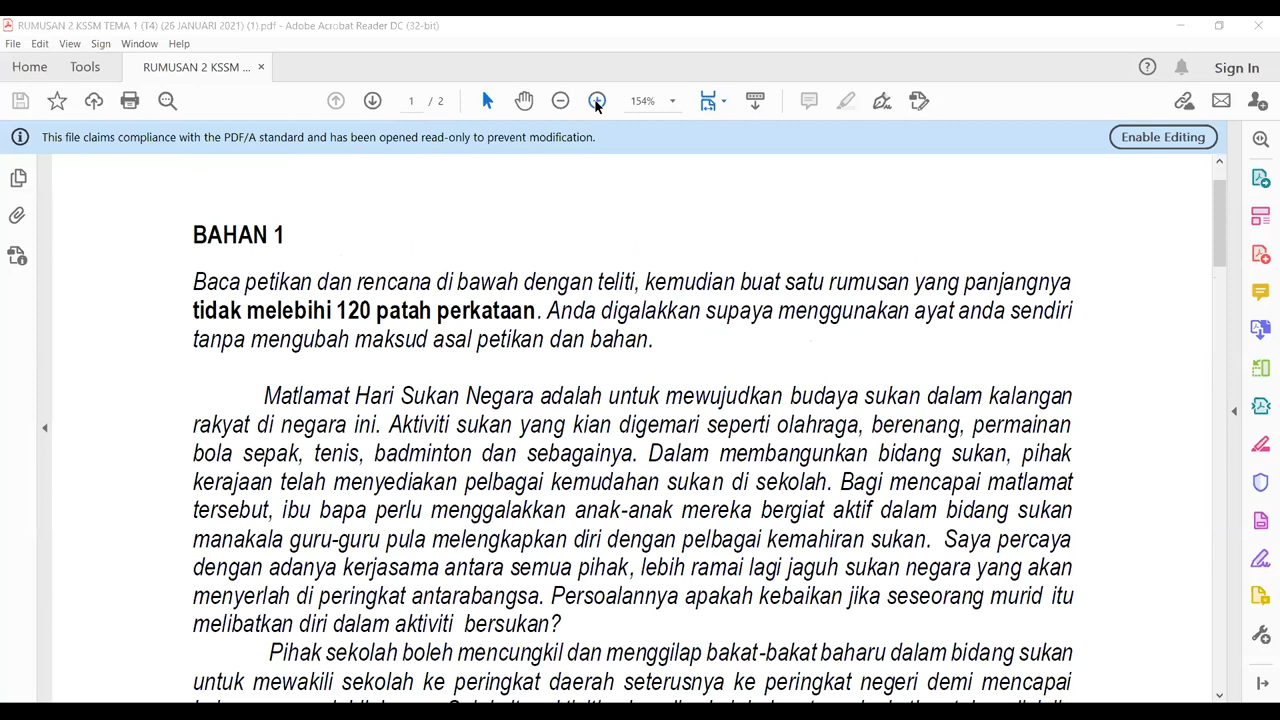 RUMUSAN 2 KSSM TEMA 1 (T4) (26 JANUARI 2021) (1).pdf - Adobe Acrobat Reader DC (32-bit)
File Edit View Sign Window Help
Home Tools RUMUSAN 2 KSSM ... × Sign In
1 / 2 154%
This file claims compliance with the PDF/A standard and has been opened read-only to prevent modification. Enable Editing
BAHAN 1
Baca petikan dan rencana di bawah dengan teliti, kemudian buat satu rumusan yang panjangnya
tidak melebihi 120 patah perkataan. Anda digalakkan supaya menggunakan ayat anda sendiri
tanpa mengubah maksud asal petikan dan bahan.
Matlamat Hari Sukan Negara adalah untuk mewujudkan budaya sukan dalam kalangan
rakyat di negara ini. Aktiviti sukan yang kian digemari seperti olahraga, berenang, permainan
bola sepak, tenis, badminton dan sebagainya. Dalam membangunkan bidang sukan, pihak
kerajaan telah menyediakan pelbagai kemudahan sukan di sekolah. Bagi mencapai matlamat
tersebut, ibu bapa perlu menggalakkan anak-anak mereka bergiat aktif dalam bidang sukan
manakala guru-guru pula melengkapkan diri dengan pelbagai kemahiran sukan. Saya percaya
dengan adanya kerjasama antara semua pihak, lebih ramai lagi jaguh sukan negara yang akan
menyerlah di peringkat antarabangsa. Persoalannya apakah kebaikan jika seseorang murid itu
melibatkan diri dalam aktiviti bersukan?
Pihak sekolah boleh mencungkil dan menggilap bakat-bakat baharu dalam bidang sukan
untuk mewakili sekolah ke peringkat daerah seterusnya ke peringkat negeri demi mencapai